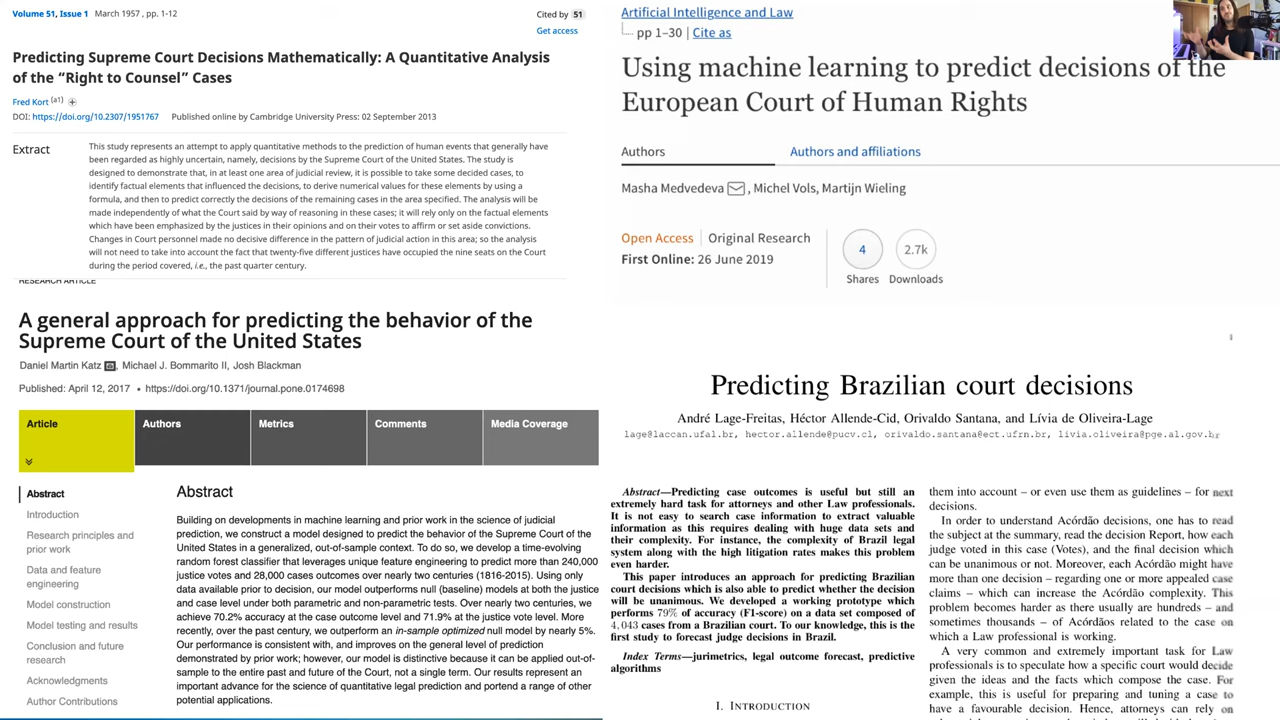 Volume 51, Issue 1 March 1957 , pp. 1-12
Cited by 51
Get access
Predicting Supreme Court Decisions Mathematically: A Quantitative Analysis
of the “Right to Counsel” Cases
Fred Kort (a1)
DOI: https://doi.org/10.2307/1951767 Published online by Cambridge University Press: 02 September 2013
Extract
This study represents an attempt to apply quantitative methods to the prediction of human events that generally have
been regarded as highly uncertain, namely, decisions by the Supreme Court of the United States. The study is
designed to demonstrate that, in at least one area of judicial review, it is possible to take some decided cases, to
identify factual elements that influenced the decisions, to derive numerical values for these elements by using a
formula, and then to predict correctly the decisions of the remaining cases in the area specified. The analysis will be
made independently of what the Court said by way of reasoning in these cases; it will rely only on the factual elements
which have been emphasized by the justices in their opinions and on their votes to affirm or set aside convictions.
Changes in Court personnel made no decisive difference in the pattern of judicial action in this area; so the analysis
will not need to take into account the fact that twenty-five different justices have occupied the nine seats on the Court
during the period covered, i.e., the past quarter century.
RESEARCH ARTICLE
A general approach for predicting the behavior of the
Supreme Court of the United States
Daniel Martin Katz , Michael J. Bommarito II, Josh Blackman
Published: April 12, 2017 • https://doi.org/10.1371/journal.pone.0174698
Article
Authors
Metrics
Comments
Media Coverage
Abstract
Introduction
Research principles and
prior work
Data and feature
engineering
Model construction
Model testing and results
Conclusion and future
research
Acknowledgments
Author Contributions
Abstract
Building on developments in machine learning and prior work in the science of judicial
prediction, we construct a model designed to predict the behavior of the Supreme Court of the
United States in a generalized, out-of-sample context. To do so, we develop a time-evolving
random forest classifier that leverages unique feature engineering to predict more than 240,000
justice votes and 28,000 cases outcomes over nearly two centuries (1816-2015). Using only
data available prior to decision, our model outperforms null (baseline) models at both the justice
and case level under both parametric and non-parametric tests. Over nearly two centuries, we
achieve 70.2% accuracy at the case outcome level and 71.9% at the justice vote level. More
recently, over the past century, we outperform an in-sample optimized null model by nearly 5%.
Our performance is consistent with, and improves on the general level of prediction
demonstrated by prior work; however, our model is distinctive because it can be applied out-of-
sample to the entire past and future of the Court, not a single term. Our results represent an
important advance for the science of quantitative legal prediction and portend a range of other
potential applications.
Artificial Intelligence and Law
pp 1–30 | Cite as
Using machine learning to predict decisions of the
European Court of Human Rights
Authors
Authors and affiliations
Masha Medvedeva , Michel Vols, Martijn Wieling
Open Access Original Research
First Online: 26 June 2019
4
Shares
2.7k
Downloads
Predicting Brazilian court decisions
André Lage-Freitas, Héctor Allende-Cid, Orivaldo Santana, and Lívia de Oliveira-Lage
lage@laccan.ufal.br, hector.allende@pucv.cl, orivaldo.santana@ect.ufrn.br, livia.oliveira@pge.al.gov.br
Abstract—Predicting case outcomes is useful but still an
extremely hard task for attorneys and other Law professionals.
It is not easy to search case information to extract valuable
information as this requires dealing with huge data sets and
their complexity. For instance, the complexity of Brazil legal
system along with the high litigation rates makes this problem
even harder.
This paper introduces an approach for predicting Brazilian
court decisions which is also able to predict whether the decision
will be unanimous. We developed a working prototype which
performs 79% of accuracy (F1-score) on a data set composed of
4,043 cases from a Brazilian court. To our knowledge, this is the
first study to forecast judge decisions in Brazil.
Index Terms—jurimetrics, legal outcome forecast, predictive
algorithms
I. Introduction
them into account – or even use them as guidelines – for next
decisions.
In order to understand Acórdão decisions, one has to read
the subject at the summary, read the decision Report, how each
judge voted in this case (Votes), and the final decision which
can be unanimous or not. Moreover, each Acórdão might have
more than one decision – regarding one or more appealed case
claims – which can increase the Acórdão complexity. This
problem becomes harder as there usually are hundreds – and
sometimes thousands – of Acórdãos related to the case on
which a Law professional is working.
A very common and extremely important task for Law
professionals is to speculate how a specific court would decide
given the ideas and the facts which compose the case. For
example, this is useful for preparing and tuning a case to
have a favourable decision. Hence, attorneys can rely on